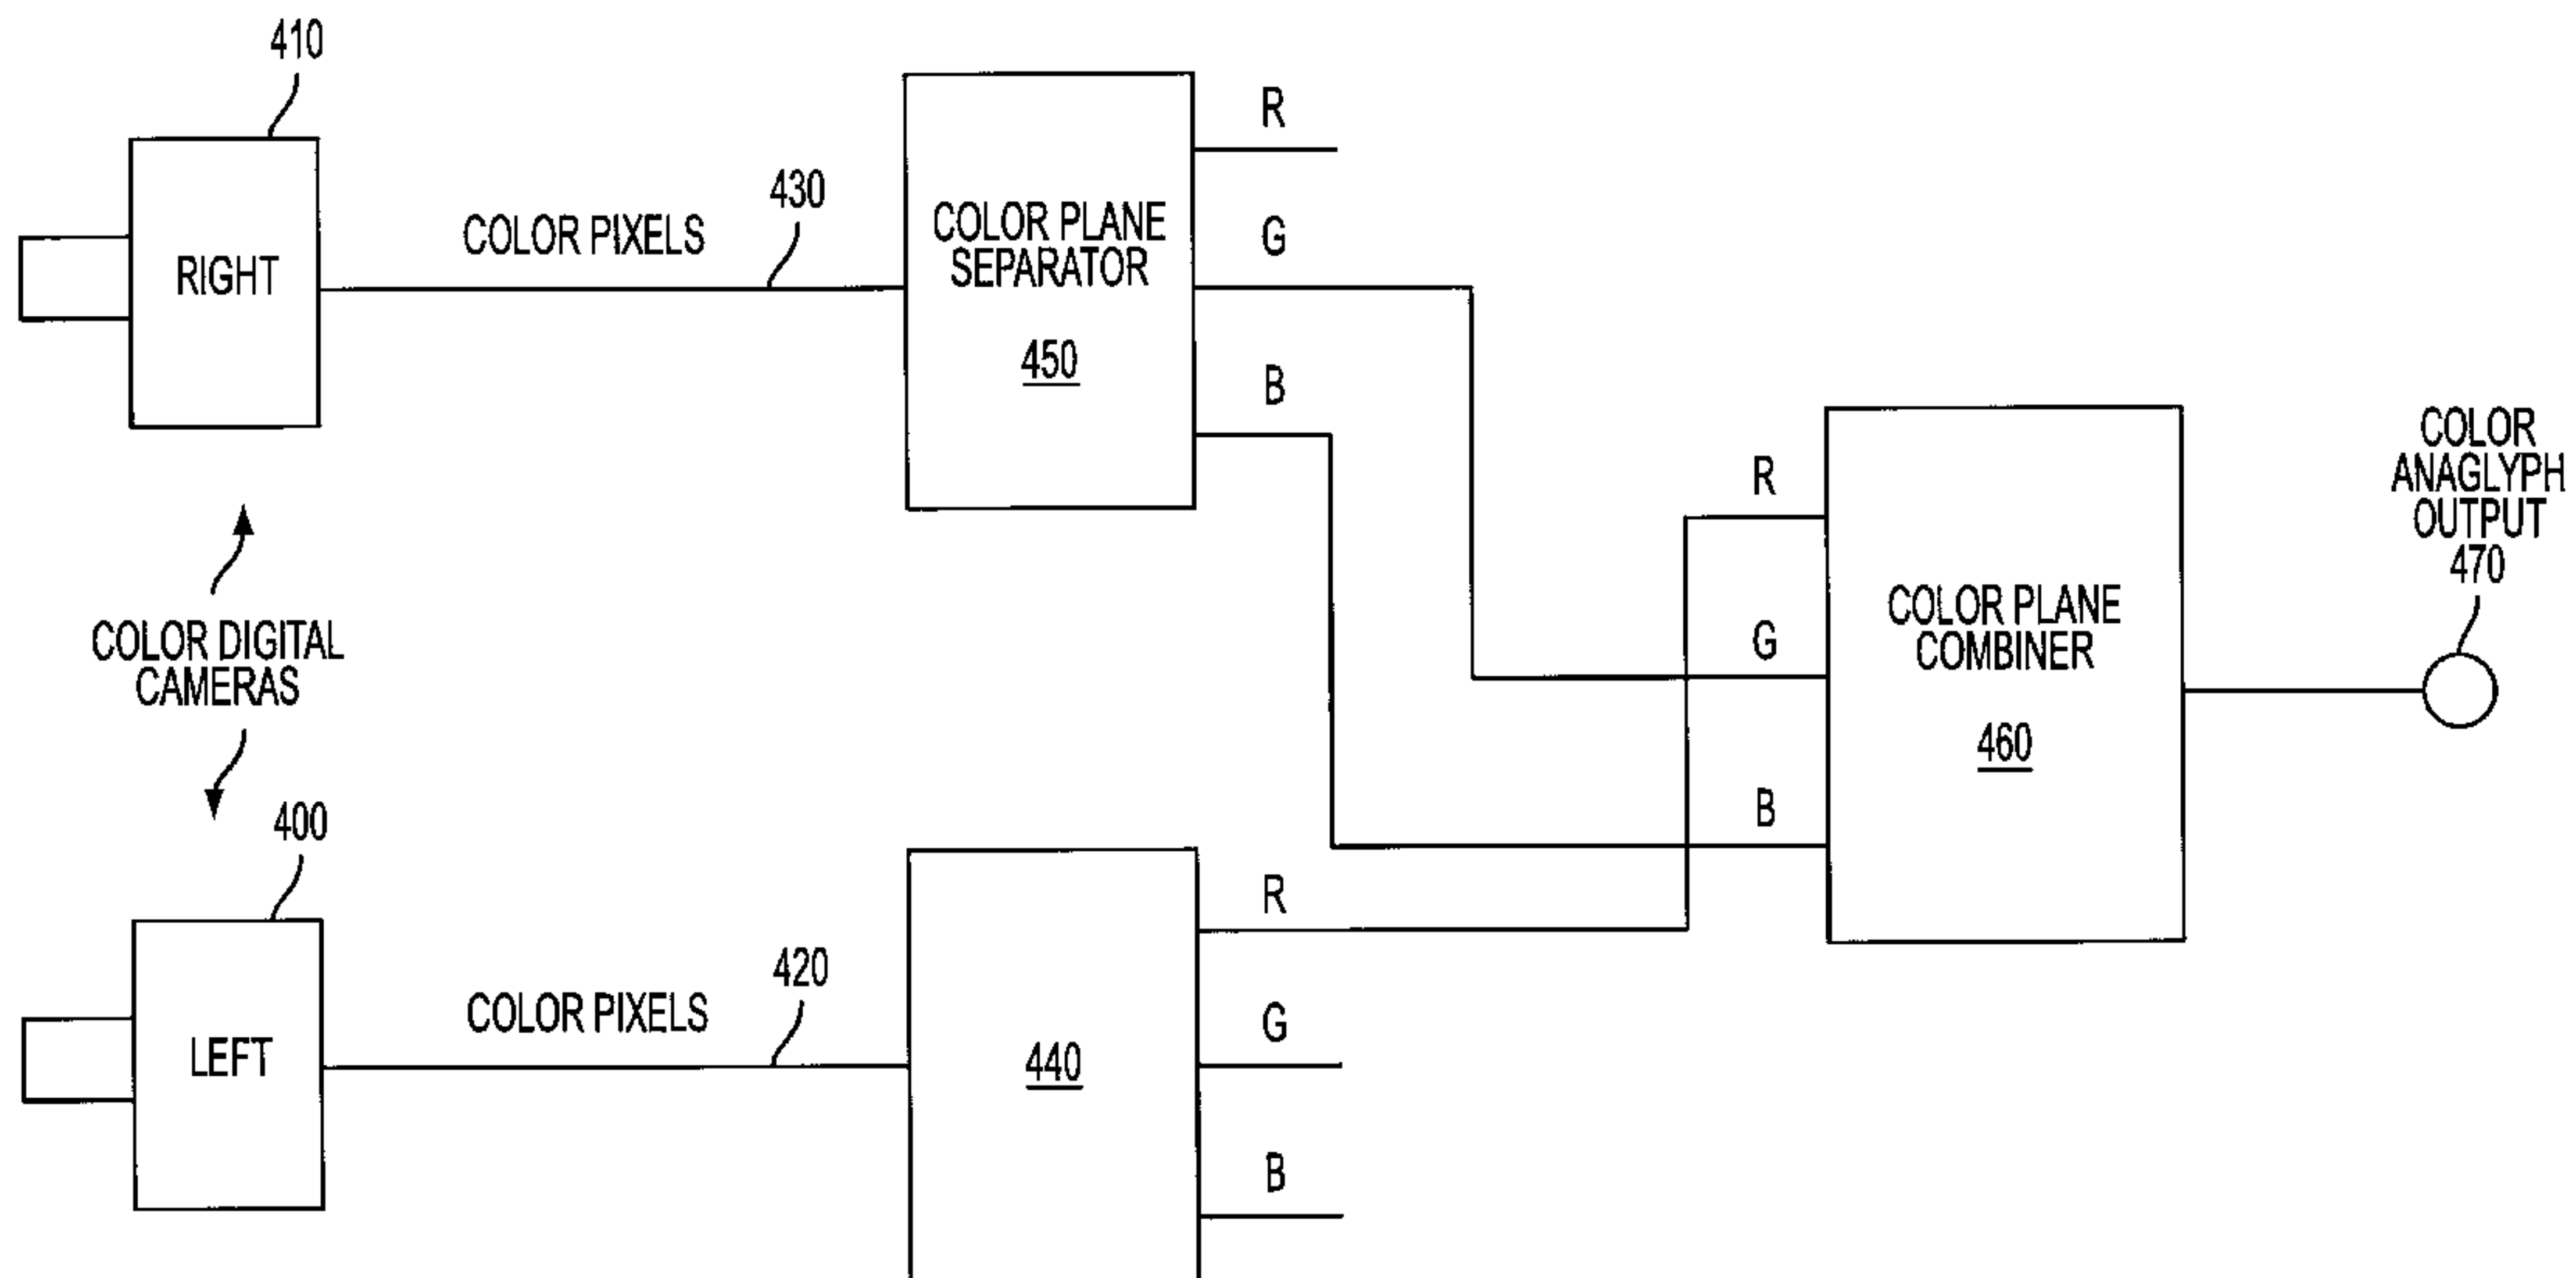 410
RIGHT
COLOR PIXELS
430
COLOR PLANE
SEPARATOR
450
R
G
B
COLOR DIGITAL
CAMERAS
400
LEFT
COLOR PIXELS
420
440
R
G
B
R
G
B
COLOR PLANE
COMBINER
460
COLOR
ANAGLYPH
OUTPUT
470